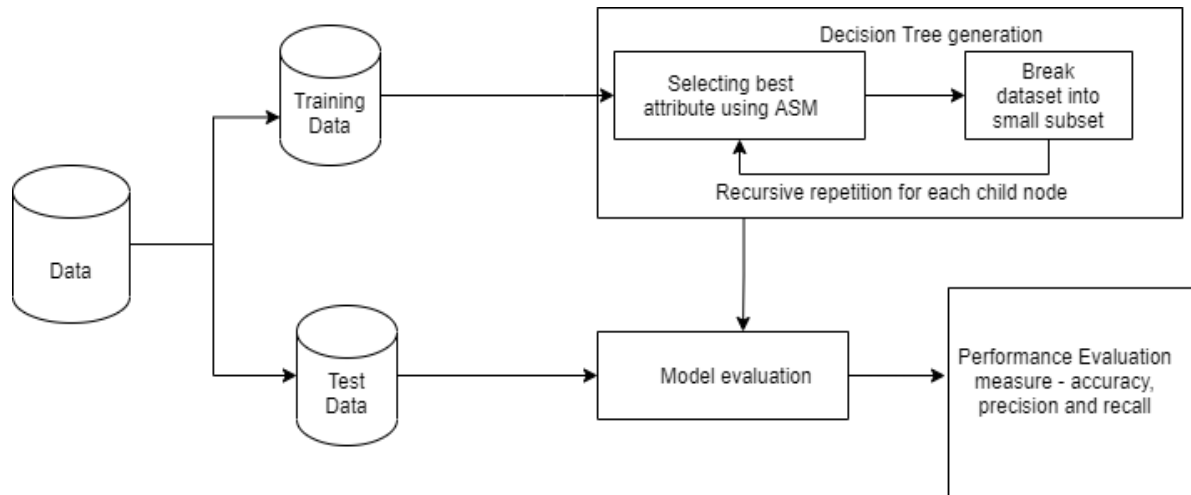 Decision Tree generation
Training
Data
Selecting best
attribute using ASM
Break
dataset into
small subset
Recursive repetition for each child node
Data
Test
Data
Model evaluation
Performance Evaluation
measure - accuracy,
precision and recall